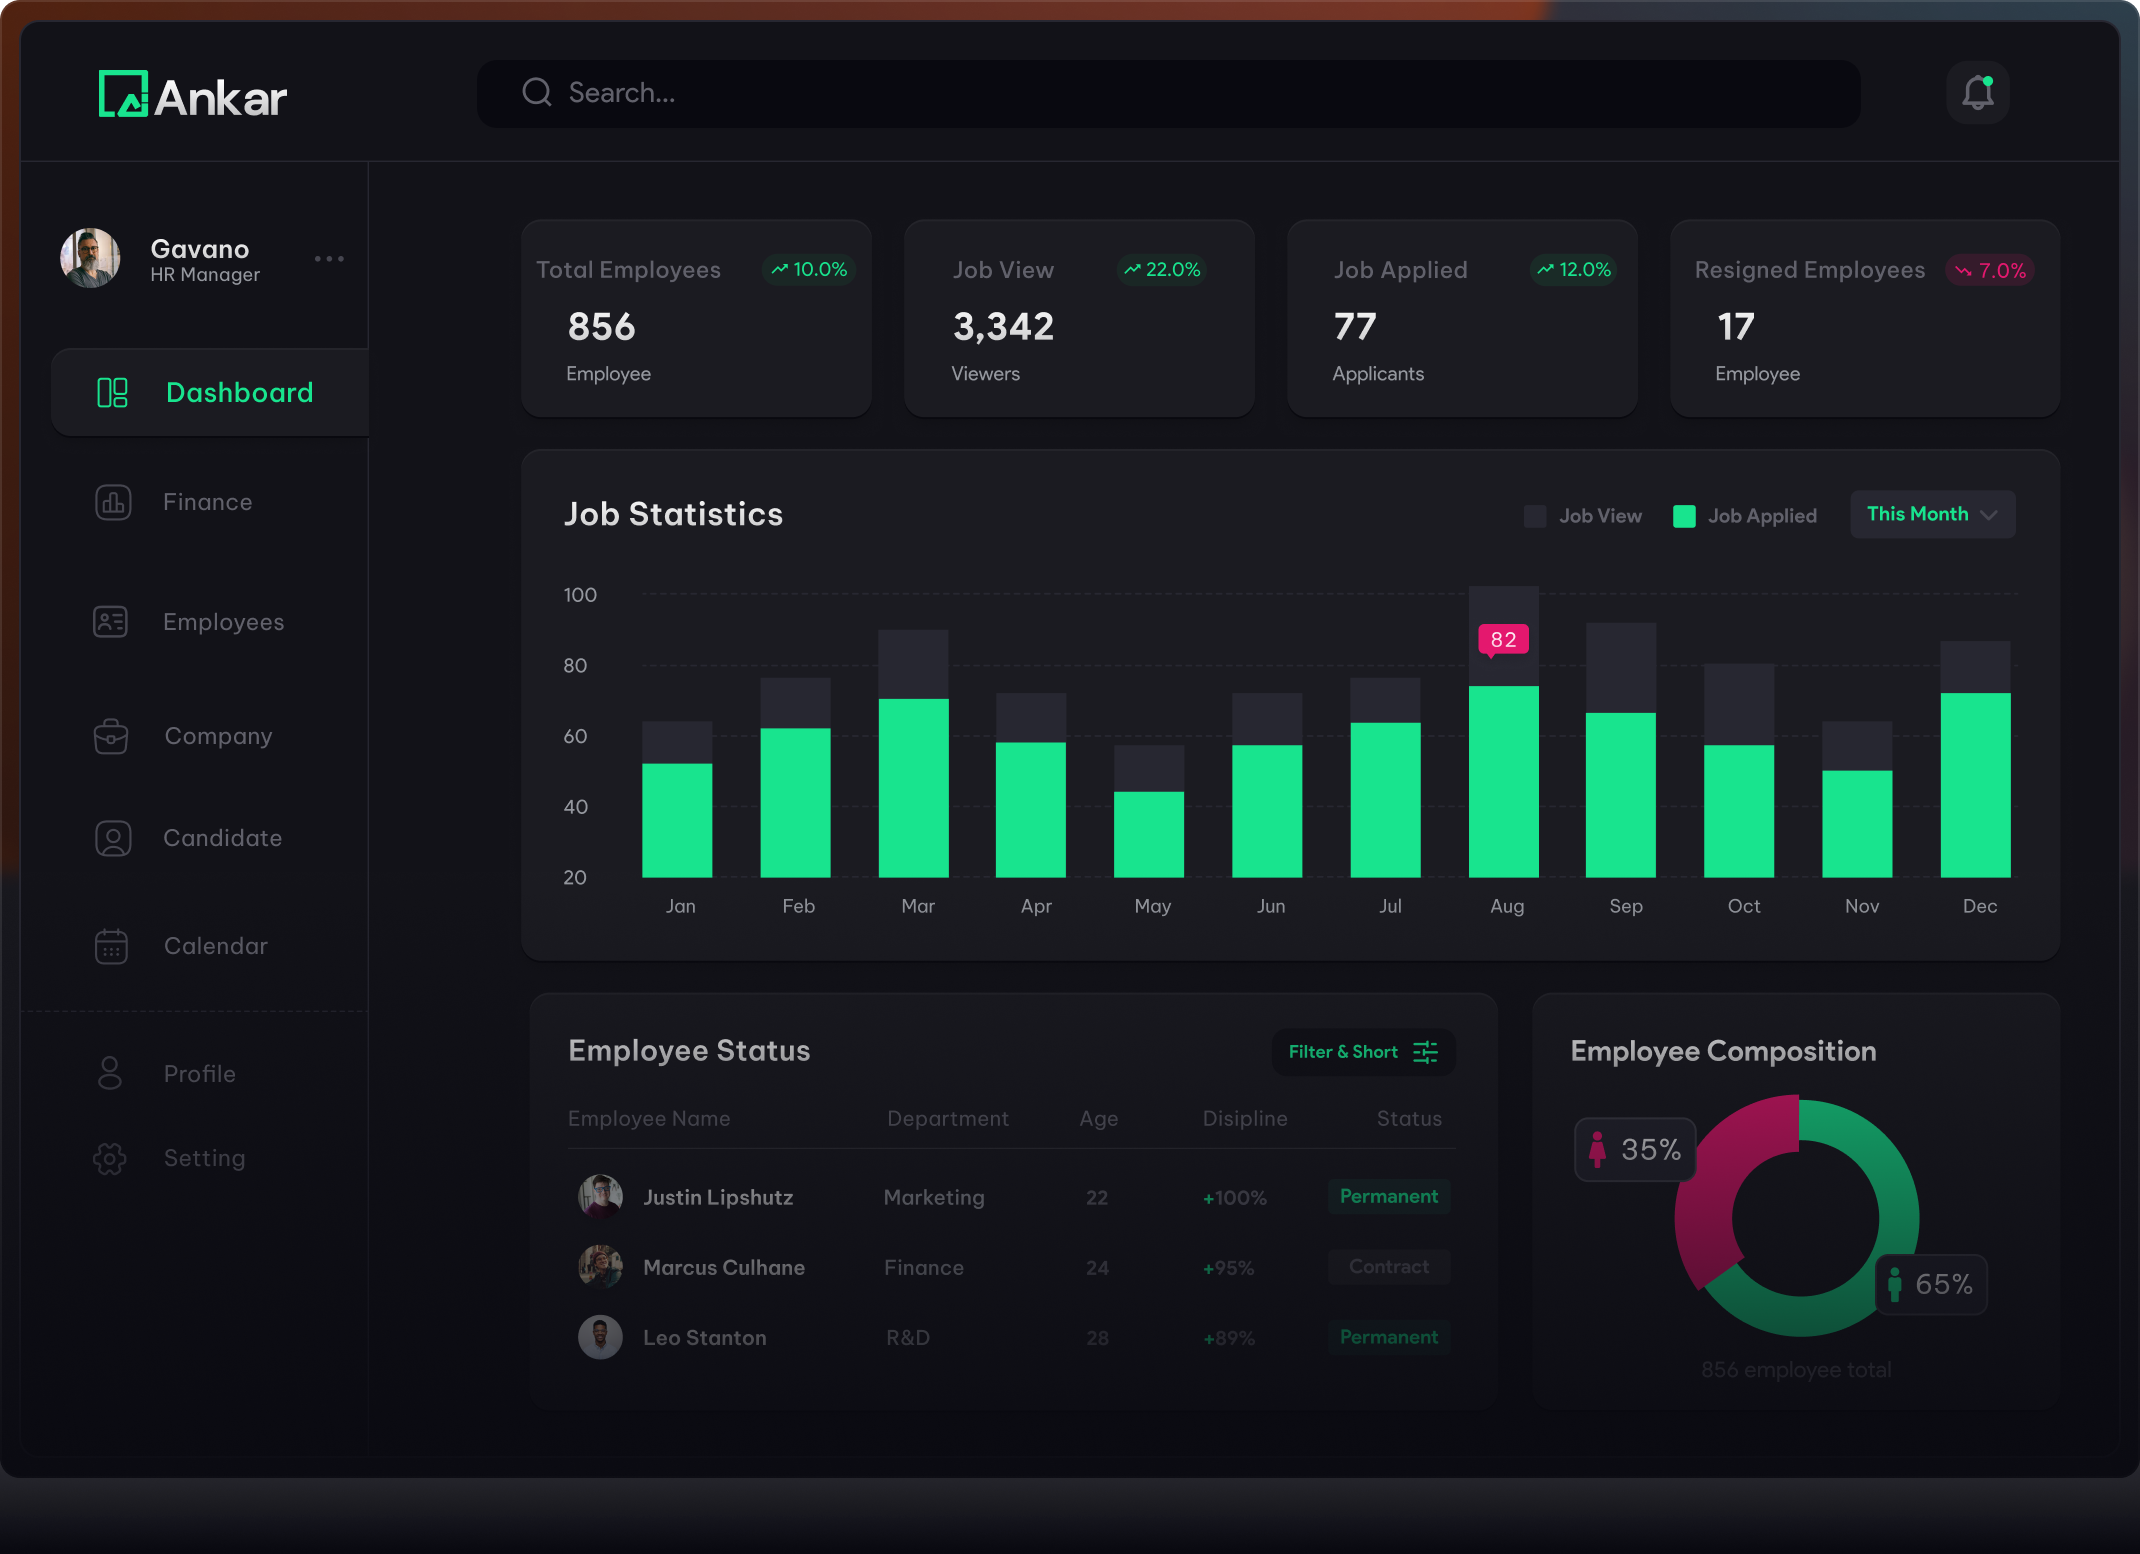 Ankar
Search...
Gavano
HR Manager
Dashboard
Finance
Employees
Company
Candidate
Calendar
Profile
Setting
Total Employees 10.0%
856
Employee
Job View 22.0%
3,342
Viewers
Job Applied 12.0%
77
Applicants
Resigned Employees 7.0%
17
Employee
Job Statistics
Job View Job Applied This Month
100
80
60
40
20
82
Jan Feb Mar Apr May Jun Jul Aug Sep Oct Nov Dec
Employee Status Filter & Short
Employee Name Department Age Disipline Status
Justin Lipshutz Marketing 22 +100% Permanent
Marcus Culhane Finance 24 +95% Contract
Leo Stanton R&D 28 +89% Permanent
Employee Composition
35%
65%
856 employee total